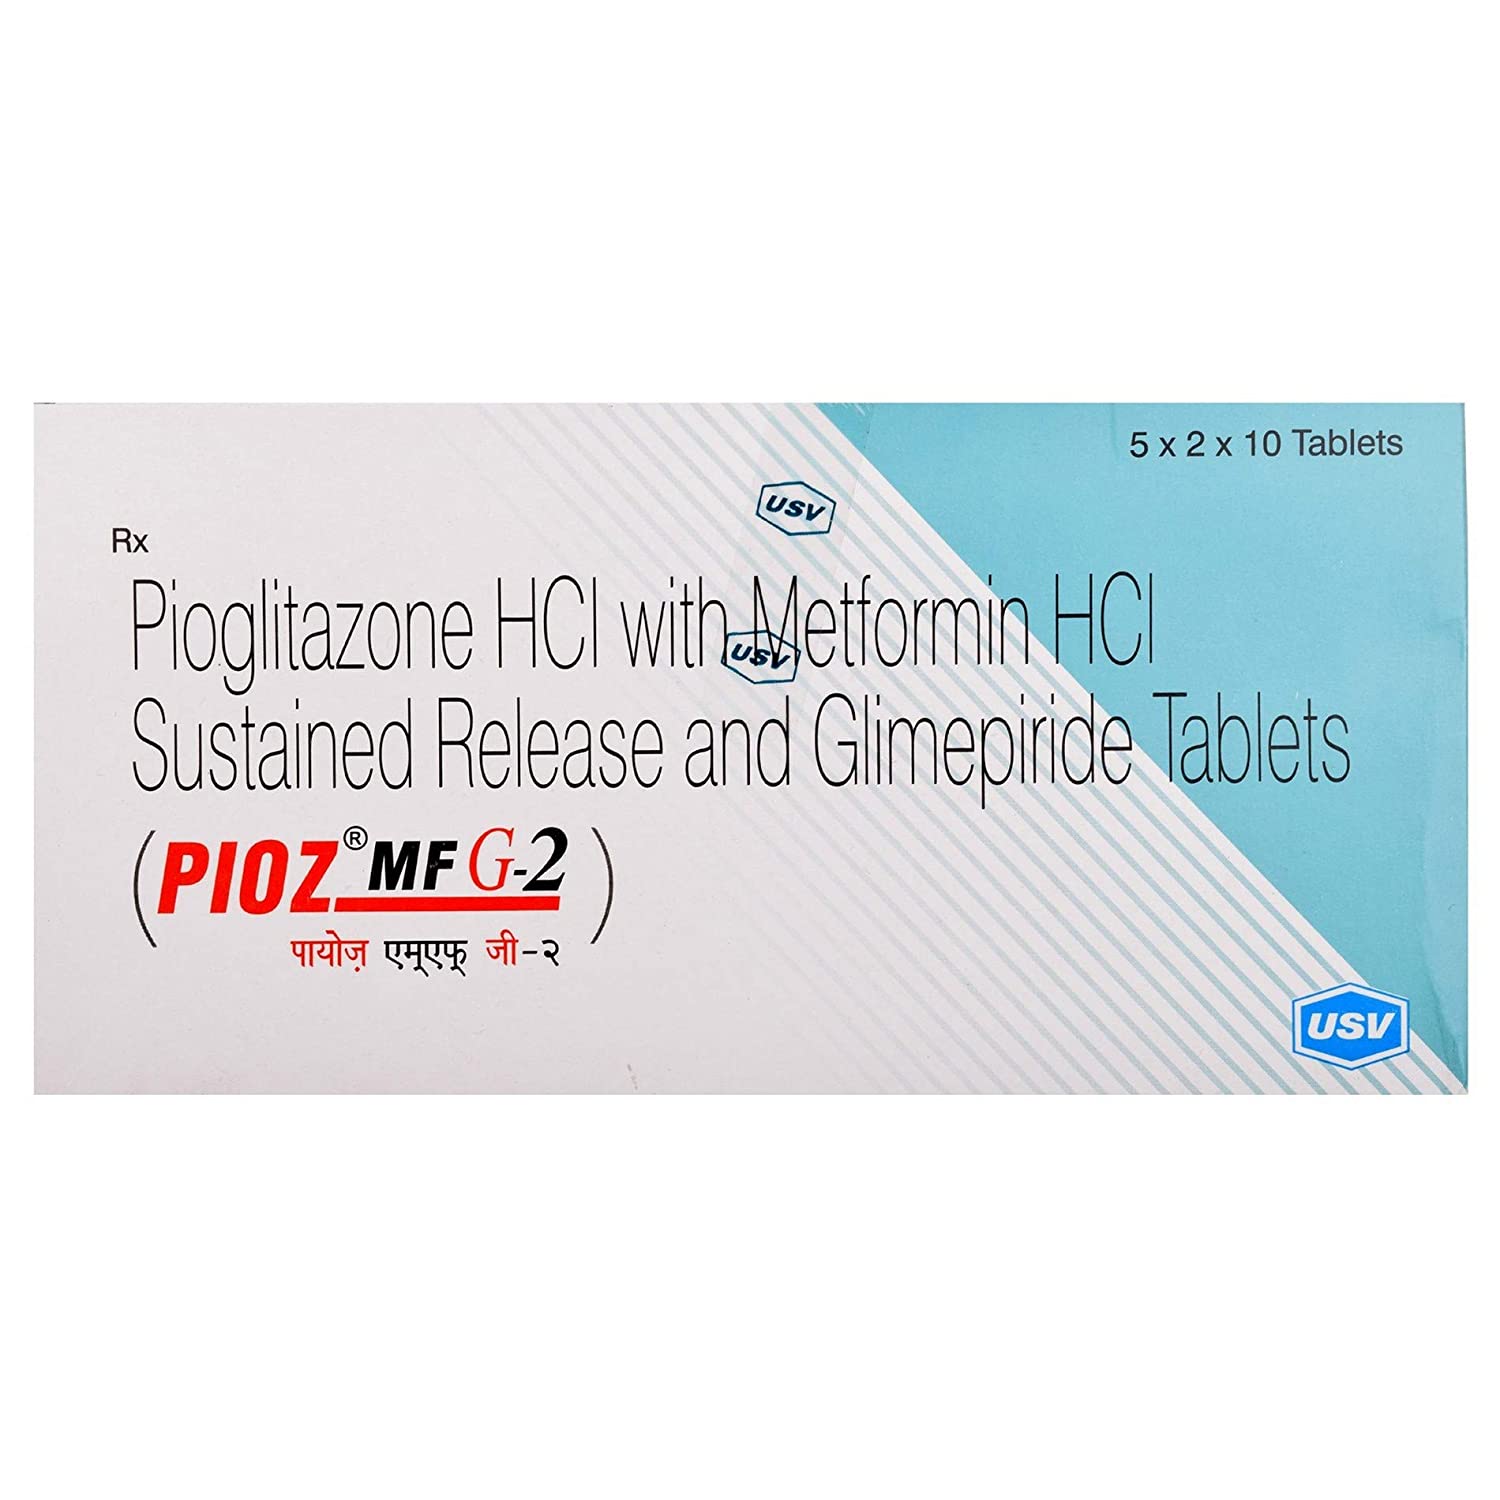 5 x 2 x 10 Tablets
USV
Rx
Pioglitazone HCl with Metformin HCl
USV
Sustained Release and Glimepiride Tablets
(PIOZ® MF G-2)
पायोज़ एमएफ् जी-२
USV